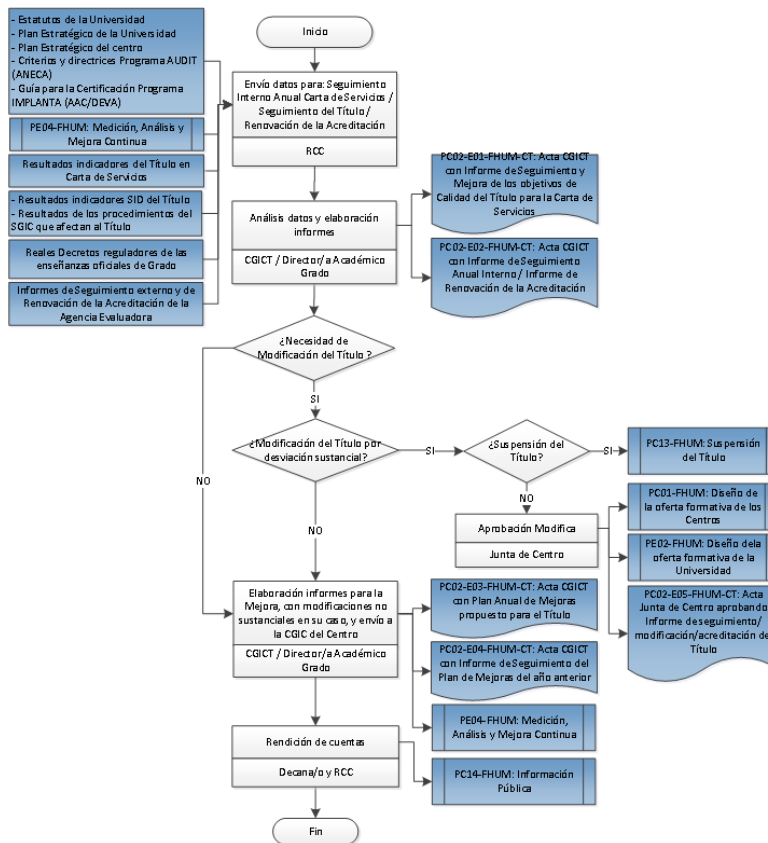 - Estatutos de la Universidad
- Plan Estratégico de la Universidad
- Plan Estratégico del centro
- Criterios y directrices Programa AUDIT
(ANECA)
- Guía para la Certificación Programa
IMPLANTA (AAC/DEVA)
PE04-FHUM: Medición, Análisis y
Mejora Continua
Resultados indicadores del Título en
Carta de Servicios
- Resultados indicadores SID del Título
- Resultados de los procedimientos del
SGIC que afectan al Título
Reales Decretos reguladores de las
enseñanzas oficiales de Grado
Informes de Seguimiento externo y de
Renovación de la Acreditación de la
Agencia Evaluadora
Inicio
Envío datos para: Seguimiento
Interno Anual Carta de Servicios /
Seguimiento del Título/
Renovación de la Acreditación
RCC
Análisis datos y elaboración
informes
CGICT / Director/a Académico
Grado
PC02-E01-FHUM-CT: Acta CGICT
con Informe de Seguimiento y
Mejora de los objetivos de
Calidad del Título para la Carta de
Servicios
PC02-E02-FHUM-CT: Acta CGICT
con Informe de Seguimiento
Anual Interno/ Informe de
Renovación de la Acreditación
¿Necesidad de
Modificación del Título ?
SI
¿Modificación del Título por
desviación sustancial?
SI
¿Suspensión del
Título?
SI
PC13-FHUM: Suspensión
del Título
NO
NO
NO
Aprobación Modifica
Junta de Centro
PC01-FHUM: Diseño de
la oferta formativa de los
Centros
PE02-FHUM: Diseño dela
oferta formativa de la
Universidad
PC02-E05-FHUM-CT: Acta
Junta de Centro aprobando
Informe de seguimiento/
modificación/acreditación de
Título
Elaboración informes para la
Mejora, con modificaciones no
sustanciales en su caso, y envío a
la CGIC del Centro
CGICT / Director/a Académico
Grado
PC02-E03-FHUM-CT: Acta CGICT
con Plan Anual de Mejoras
propuesto para el Título
PC02-E04-FHUM-CT: Acta CGICT
con Informe de Seguimiento del
Plan de Mejoras del año anterior
PE04-FHUM: Medición,
Análisis y Mejora Continua
Rendición de cuentas
Decana/o y RCC
PC14-FHUM: Información
Pública
Fin